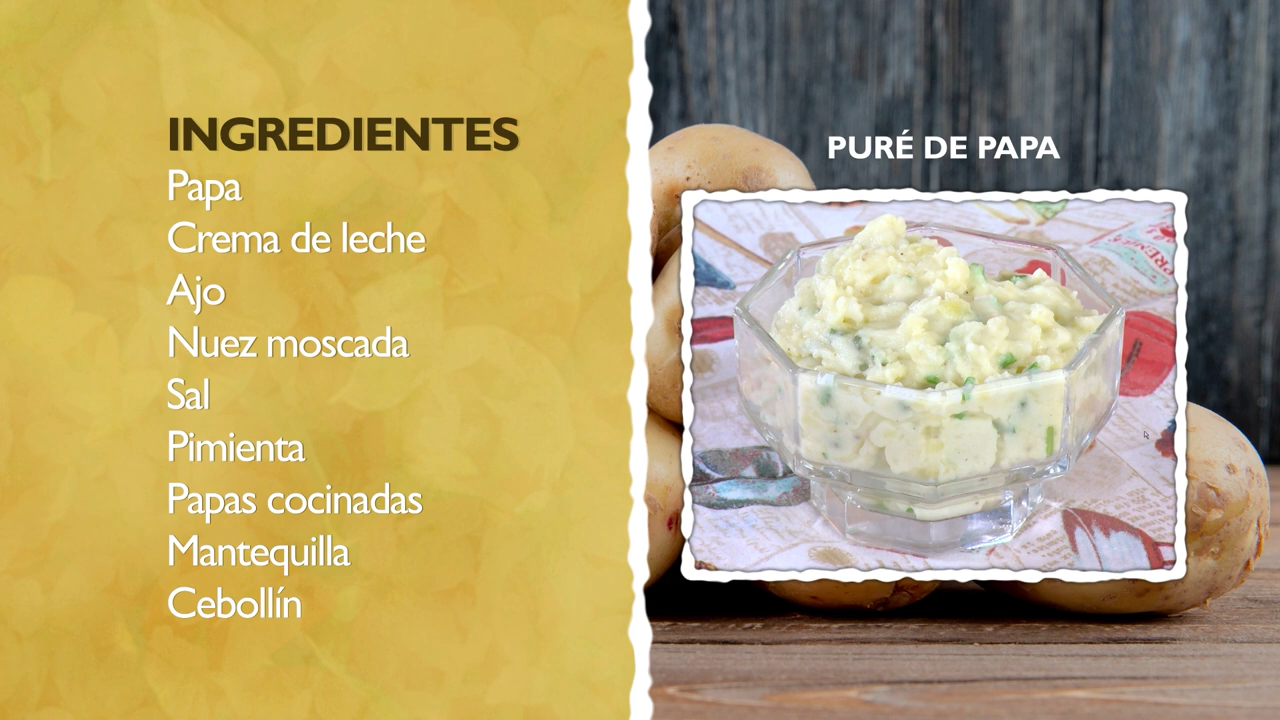 INGREDIENTES
Papa
Crema de leche
Ajo
Nuez moscada
Sal
Pimienta
Papas cocinadas
Mantequilla
Cebollín
PURÉ DE PAPA